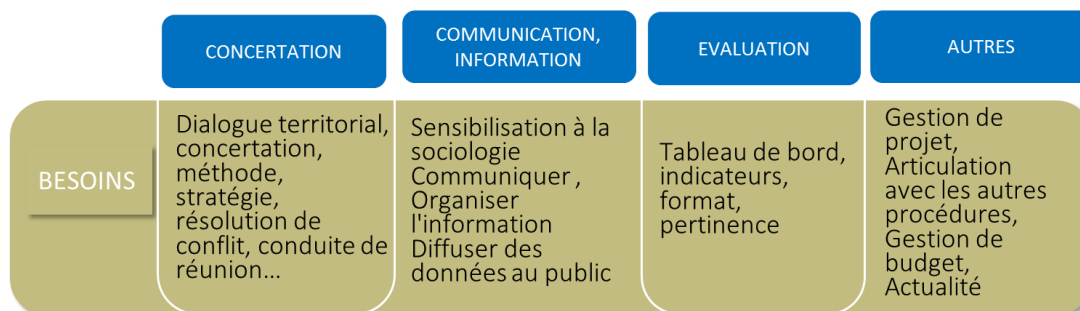 CONCERTATION
COMMUNICATION,
INFORMATION
EVALUATION
AUTRES
BESOINS
Dialogue territorial,
concertation,
méthode,
stratégie,
résolution de
conflit, conduite de
réunion...
Sensibilisation à la
sociologie
Communiquer ,
Organiser
l'information
Diffuser des
données au public
Tableau de bord,
indicateurs,
format,
pertinence
Gestion de
projet,
Articulation
avec les autres
procédures,
Gestion de
budget,
Actualité